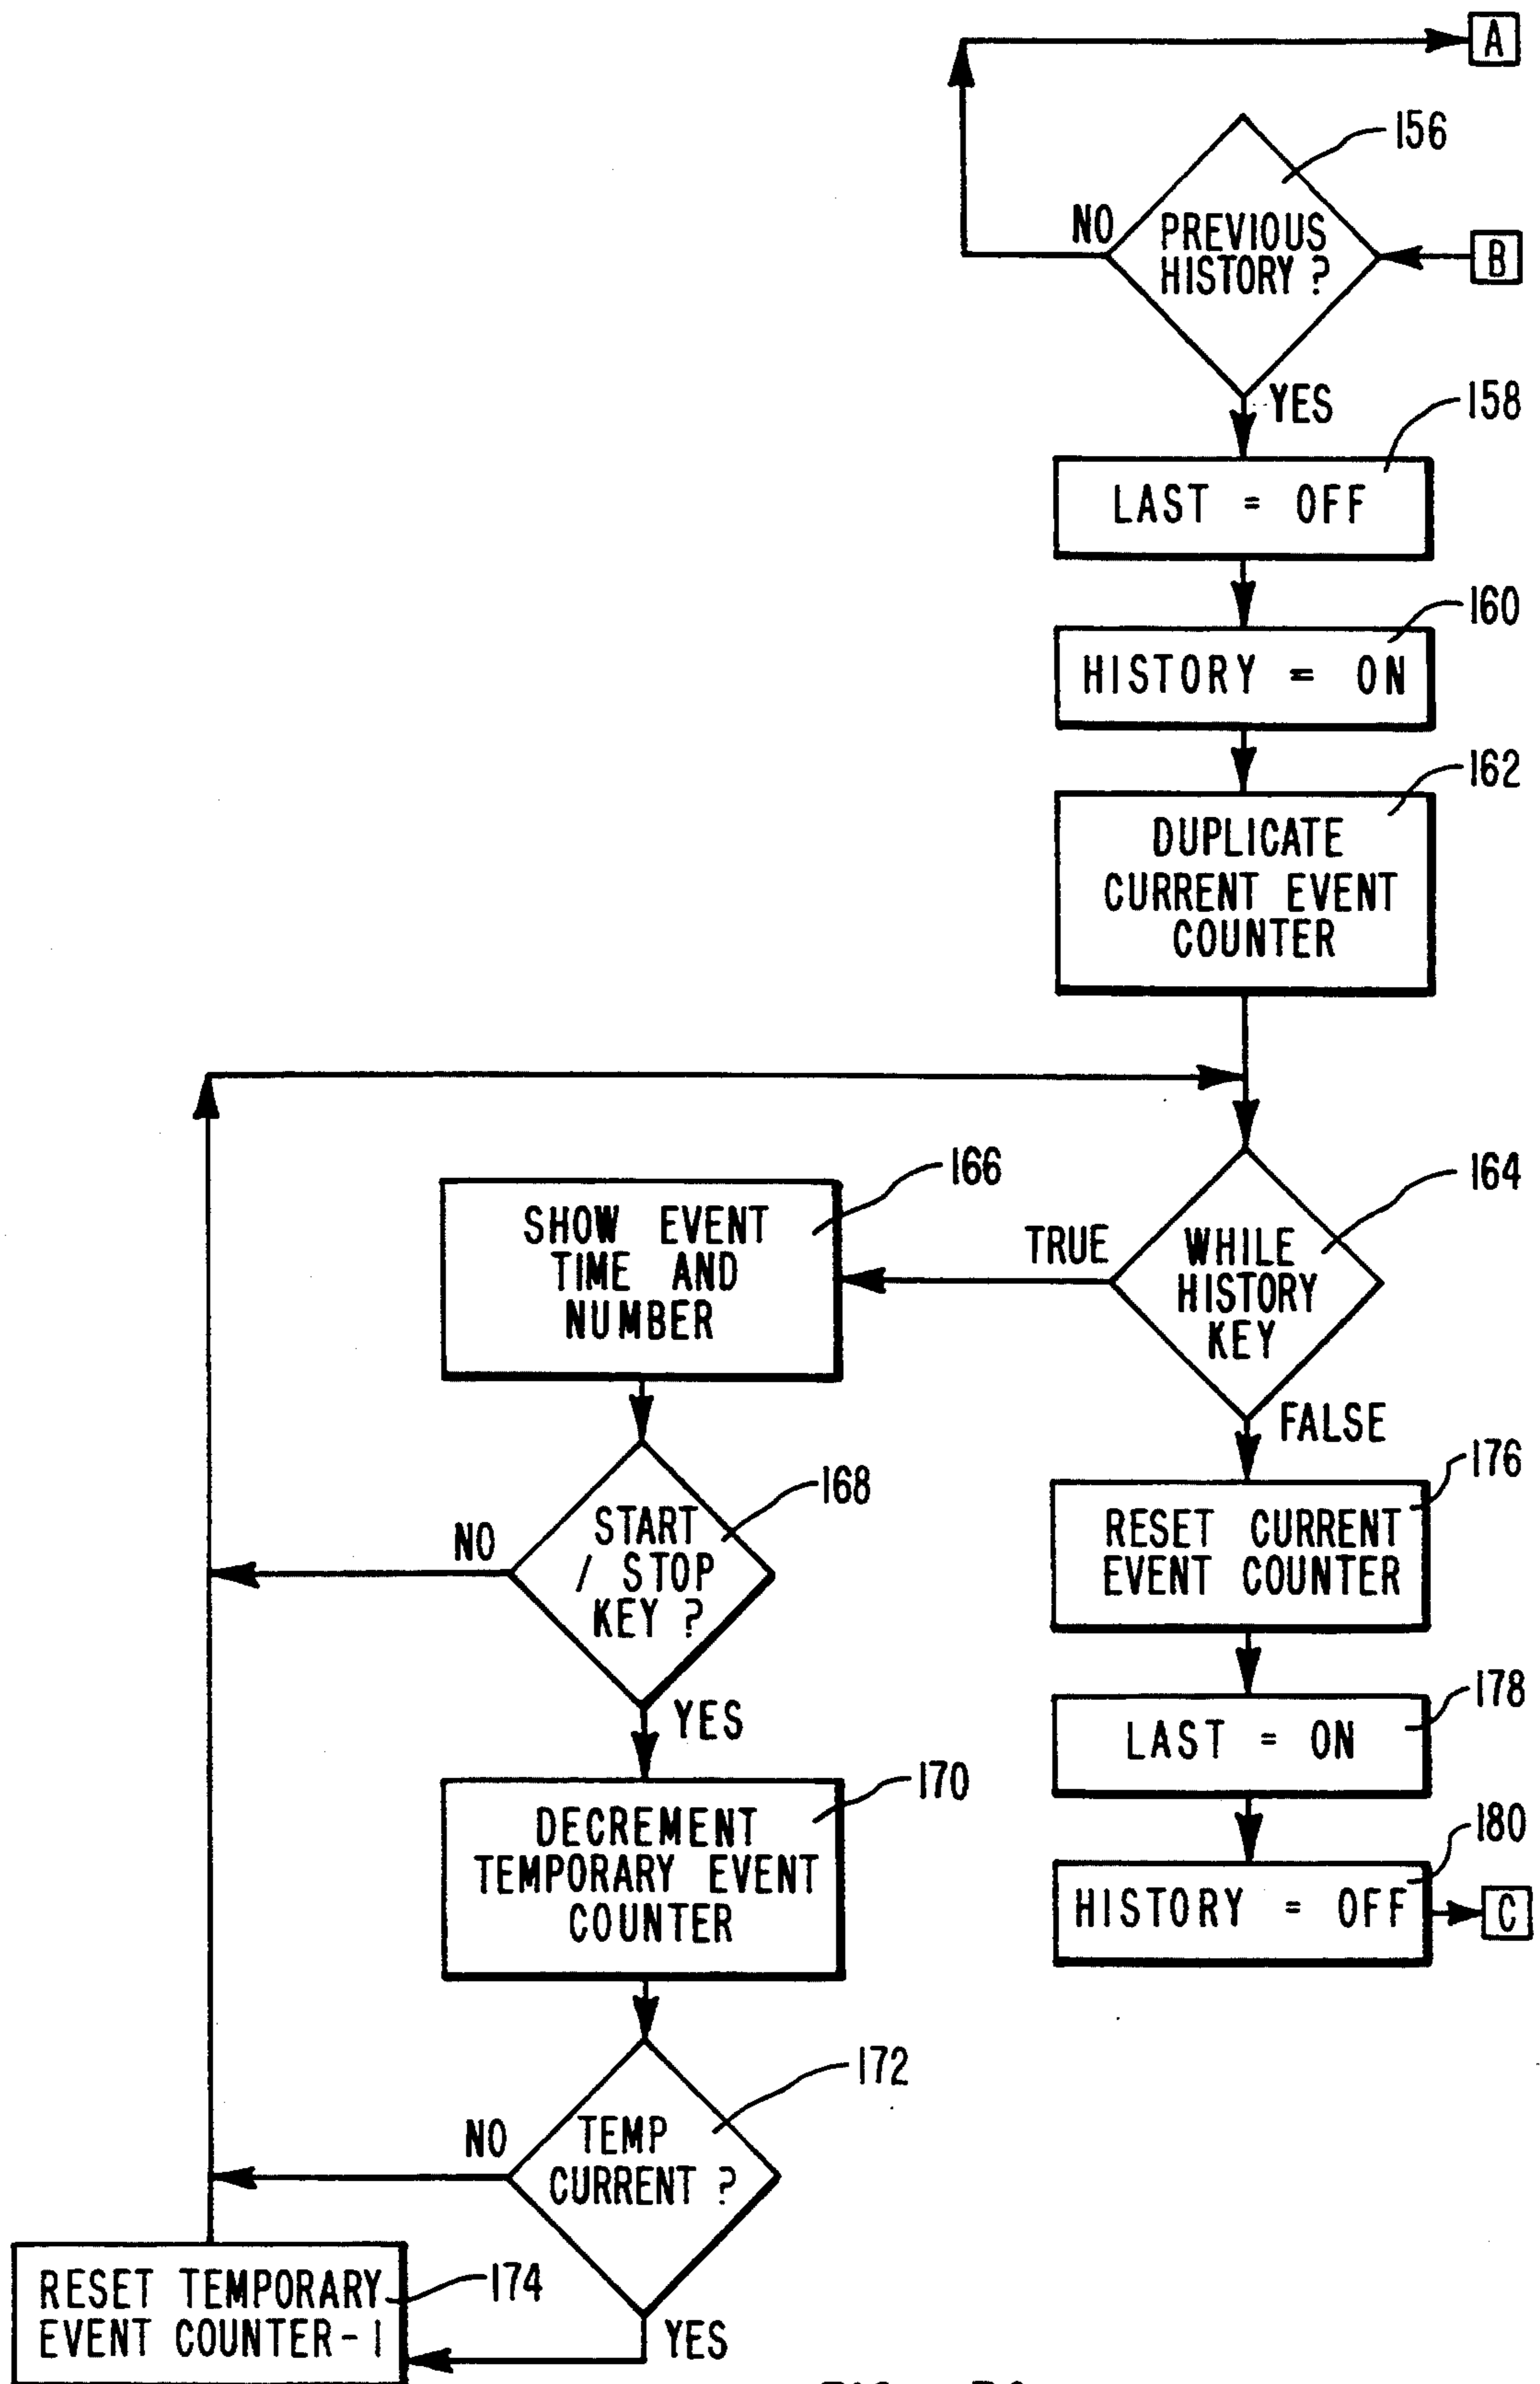 A
156
NO
PREVIOUS
HISTORY ?
B
YES
158
LAST = OFF
160
HISTORY = ON
162
DUPLICATE
CURRENT EVENT
COUNTER
166
164
SHOW EVENT
TIME AND
NUMBER
TRUE
WHILE
HISTORY
KEY
FALSE
168
176
NO
START
/ STOP
KEY ?
RESET CURRENT
EVENT COUNTER
YES
178
LAST = ON
170
DECREMENT
TEMPORARY EVENT
COUNTER
180
HISTORY = OFF
C
172
NO
TEMP
CURRENT ?
174
RESET TEMPORARY
EVENT COUNTER-1
YES